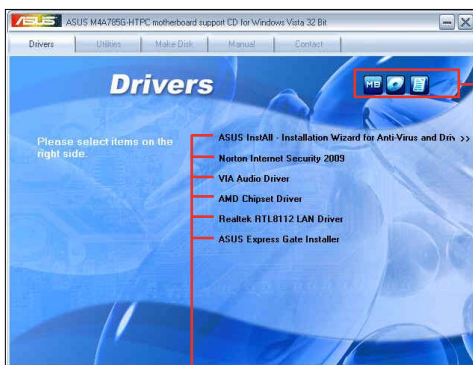 ASUS ASUS M4A785G-HTPC motherboard support CD for Windows Vista 32 Bit
Drivers Utilities Make Disk Manual Contact
Drivers
MB
Please select items on the
right side.
ASUS InstAll - Installation Wizard for Anti-Virus and Driv >>
Norton Internet Security 2009
VIA Audio Driver
AMD Chipset Driver
Realtek RTL8112 LAN Driver
ASUS Express Gate Installer